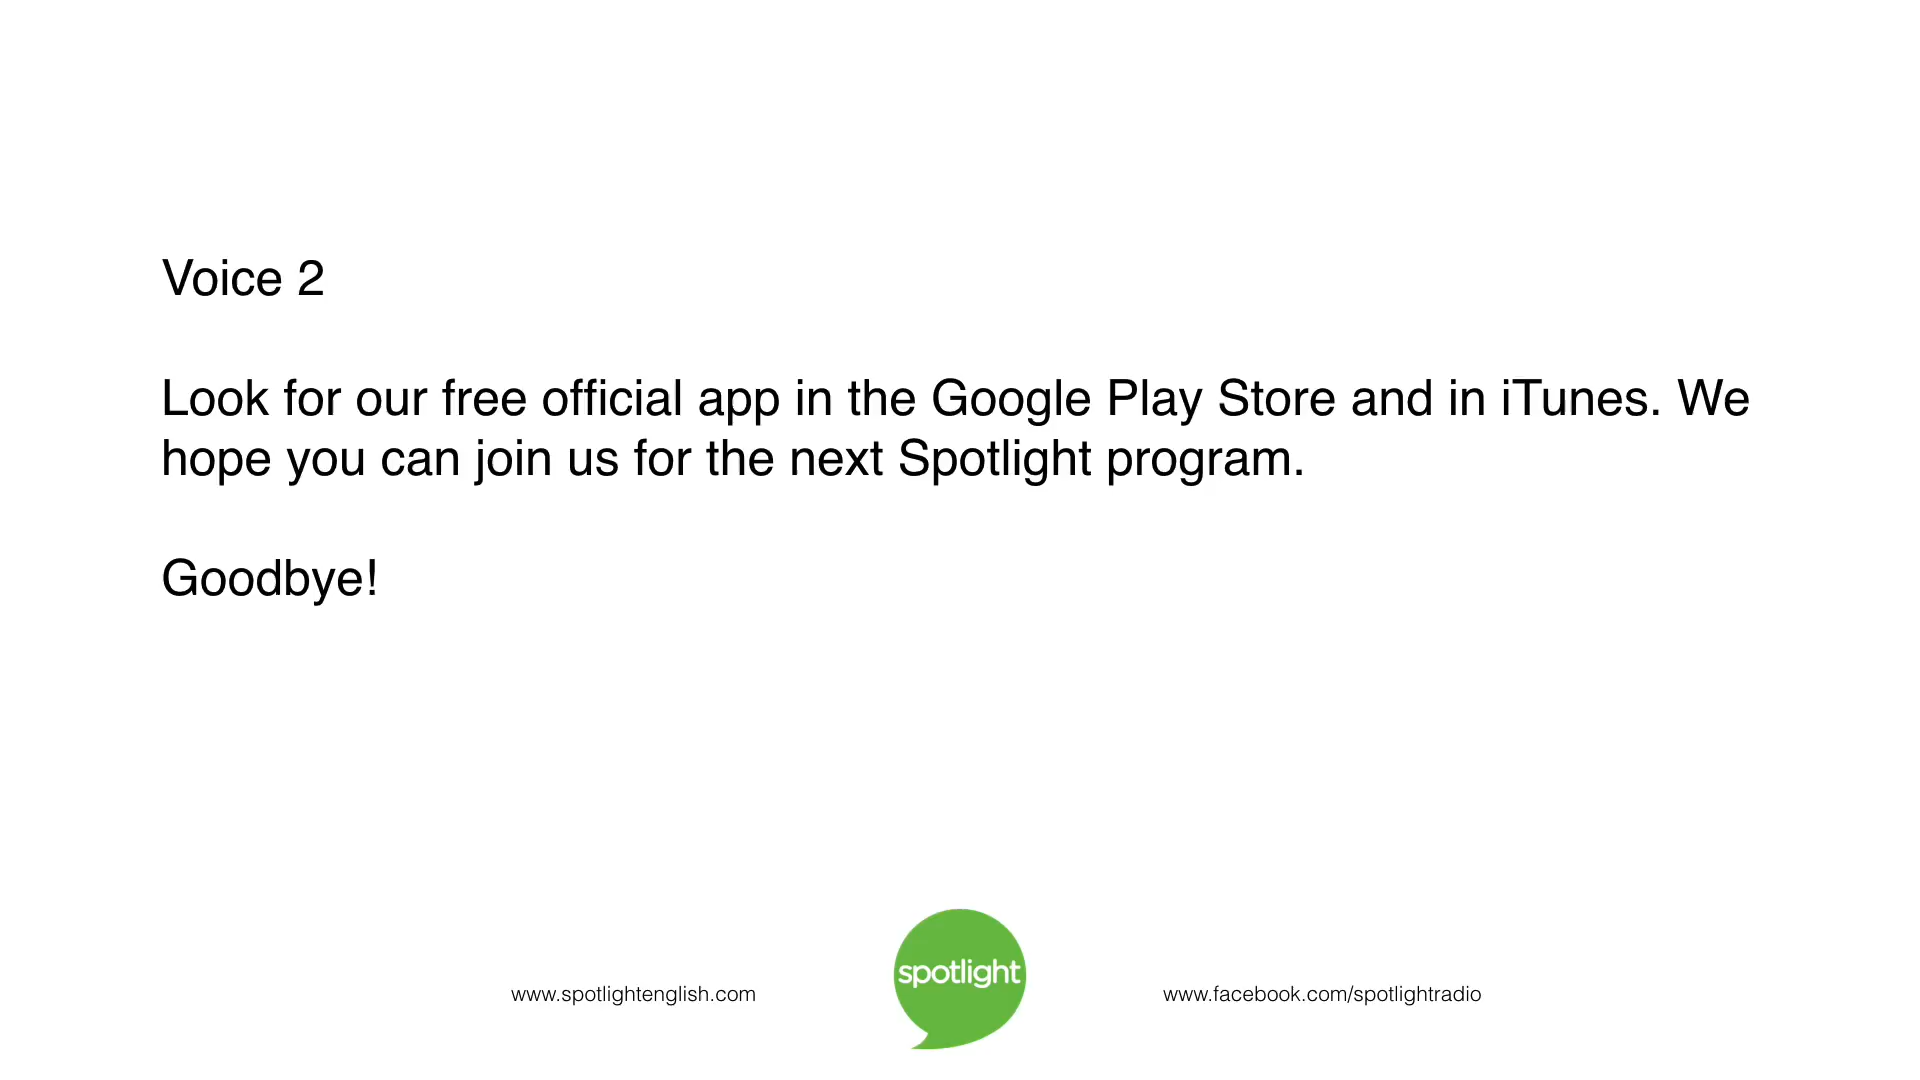 Voice 2
Look for our free official app in the Google Play Store and in iTunes. We
hope you can join us for the next Spotlight program.
Goodbye!
spotlight
www.spotlightenglish.com
www.facebook.com/spotlightradio